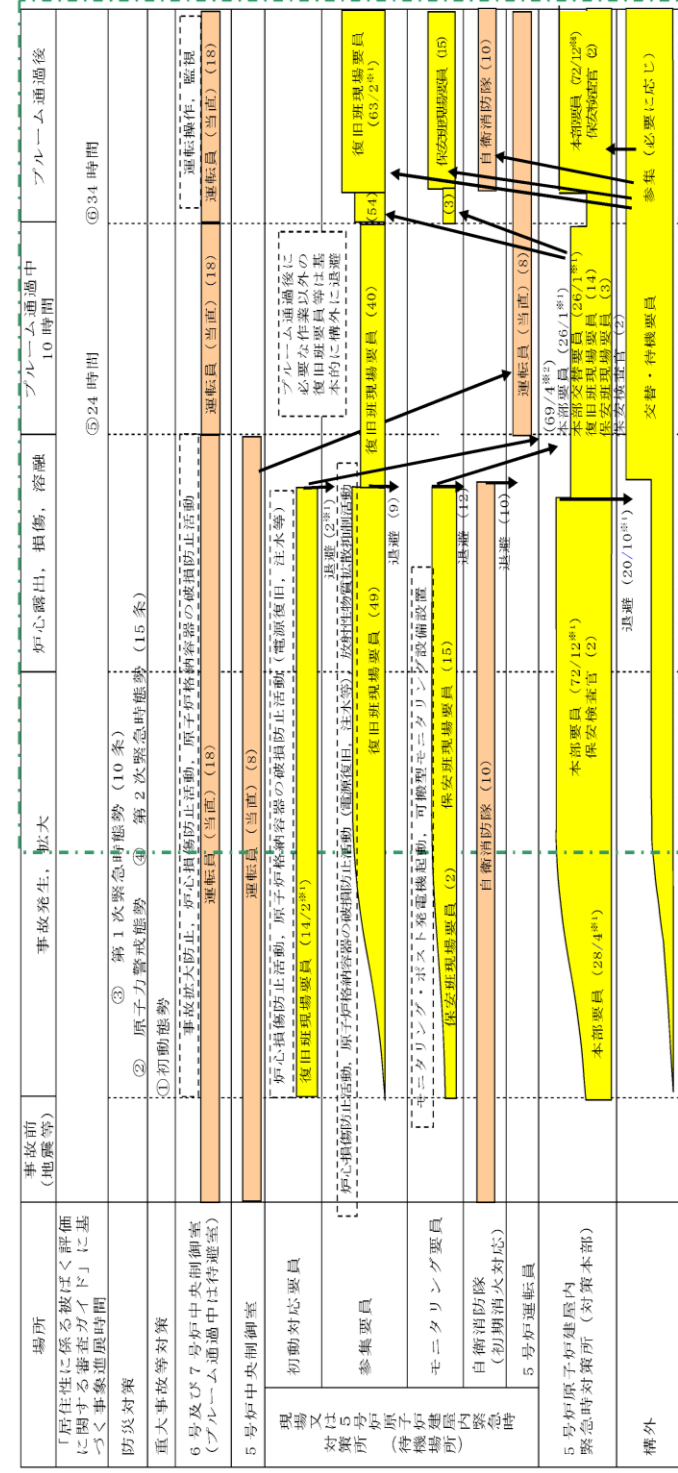 場所
事故前
(地震等)
事故発生, 拡大
炉心露出, 損傷, 溶融
プルーム通過中
10 時間
プルーム通過後
「居住性に係る被ばく評価
に関する審査ガイド」に基
づく事象進展時間
⑤24 時間
⑥34 時間
防災対策
③ 第1次緊急時態勢 (10 条)
② 原子力警戒態勢
④ 第2次緊急時態勢 (15 条)
重大事故等対策
①初動態勢
6号及び7号炉中央制御室
(プルーム通過中は待避室)
事故拡大防止, 炉心損傷防止活動, 原子炉格納容器の破損防止活動
運転員 (当直) (18)
運転員 (当直) (18)
運転操作, 監視
運転員 (当直) (18)
5号炉中央制御室
運転員 (当直) (8)
現場又は
対策所
5号炉原子炉建屋内緊急時
(待機場所)
初動対応要員
炉心損傷防止活動, 原子炉格納容器の破損防止活動 (電源復旧, 注水等)
復旧班現場要員 (14/2※1)
退避 (2※1)
プルーム通過後に
必要な作業以外の
復旧班要員等は基
本的に構外に退避
参集要員
炉心損傷防止活動, 原子炉格納容器の破損防止活動 (電源復旧, 注水等), 放射性物質拡散抑制活動
復旧班現場要員 (49)
退避 (9)
復旧班現場要員 (40)
(54)
復旧班現場要員
(63/2※1)
モニタリング要員
モニタリング・ポスト発電機起動, 可搬型モニタリング設備設置
保安班現場要員 (2)
保安班現場要員 (15)
退避 (12)
(3)
保安班現場要員 (15)
自衛消防隊
(初期消火対応)
自衛消防隊 (10)
退避 (10)
自衛消防隊 (10)
5号炉運転員
運転員 (当直) (8)
5号炉原子炉建屋内
緊急時対策所 (対策本部)
本部要員 (28/4※1)
本部要員 (72/12※1)
保安検査官 (2)
退避 (20/10※1)
(69/4※2)
本部要員 (26/1※1)
本部交替要員 (26/1※1)
復旧班現場要員 (14)
保安班現場要員 (3)
保安検査官 (2)
本部要員 (72/12※4)
保安検査官 (2)
構外
交替・待機要員
参集 (必要に応じ)